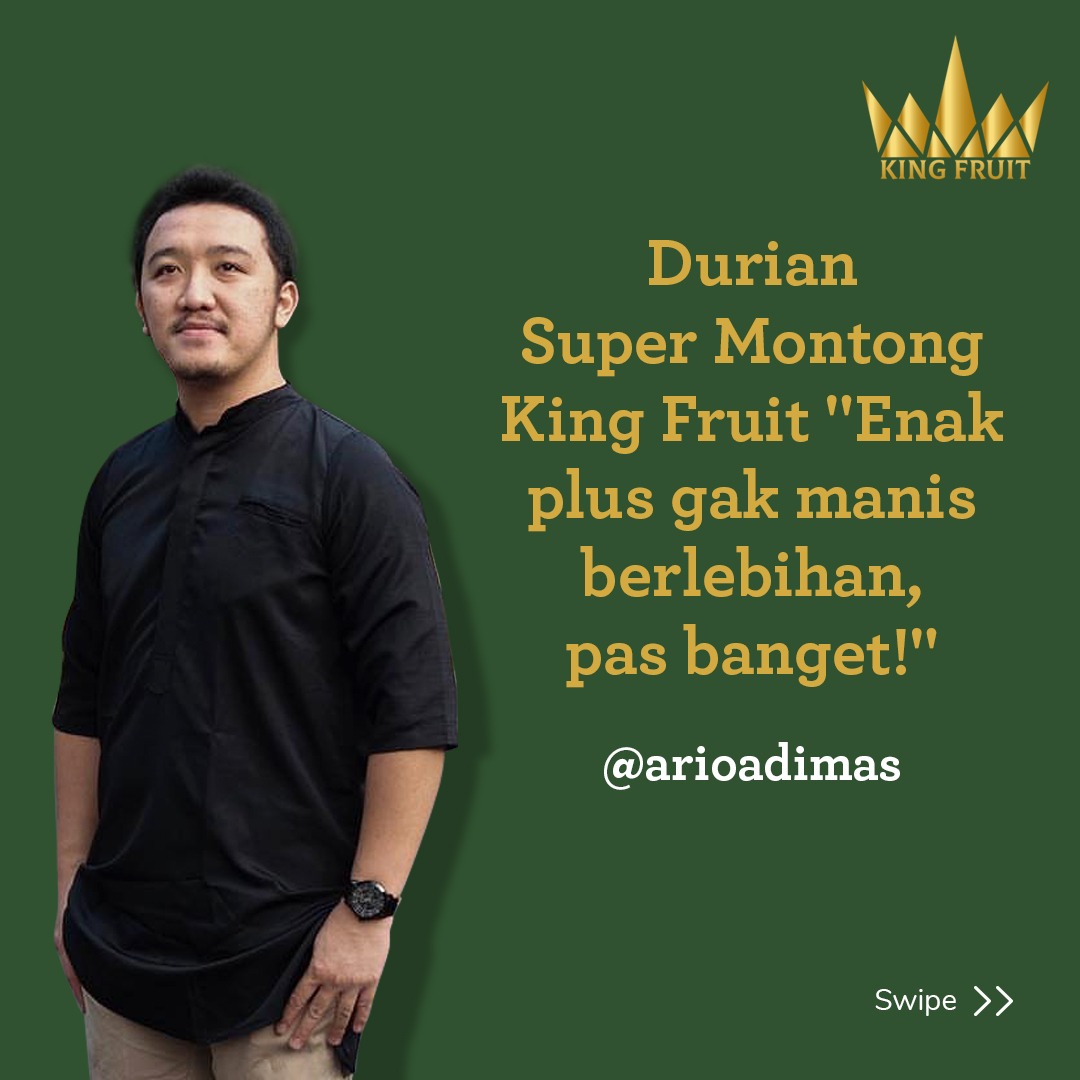 KING FRUIT
Durian
Super Montong
King Fruit "Enak
plus gak manis
berlebihan,
pas banget!"
@arioadimas
Swipe